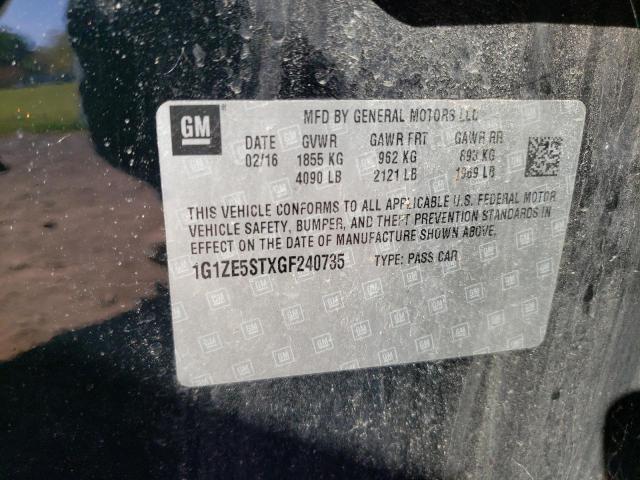 GM
MFD BY GENERAL MOTORS LLC
DATE GVWR GAWR FRT GAWR RR
02/16 1855 KG 962 KG 893 KG
4090 LB 2121 LB 1969 LB
THIS VEHICLE CONFORMS TO ALL APPLICABLE U.S. FEDERAL MOTOR
VEHICLE SAFETY, BUMPER, AND THEFT PREVENTION STANDARDS IN
EFFECT ON THE DATE OF MANUFACTURE SHOWN ABOVE.
1G1ZE5STXGF240735 TYPE: PASS CAR